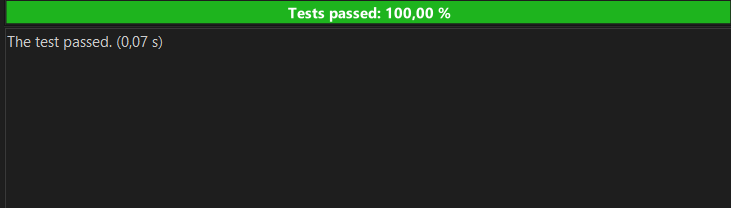 Tests passed: 100,00 %
The test passed. (0,07 s)